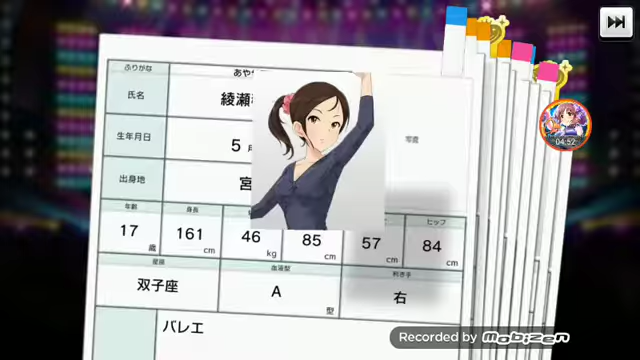 ふりがな
氏名
綾瀬
生年月日
5
写真
出身地
宮
年齢
身長
ヒップ
17
歳
161
cm
46
kg
85
cm
57
cm
84
cm
星座
血液型
利き手
双子座
A
型
右
バレエ
04:52
Recorded by Mobizen